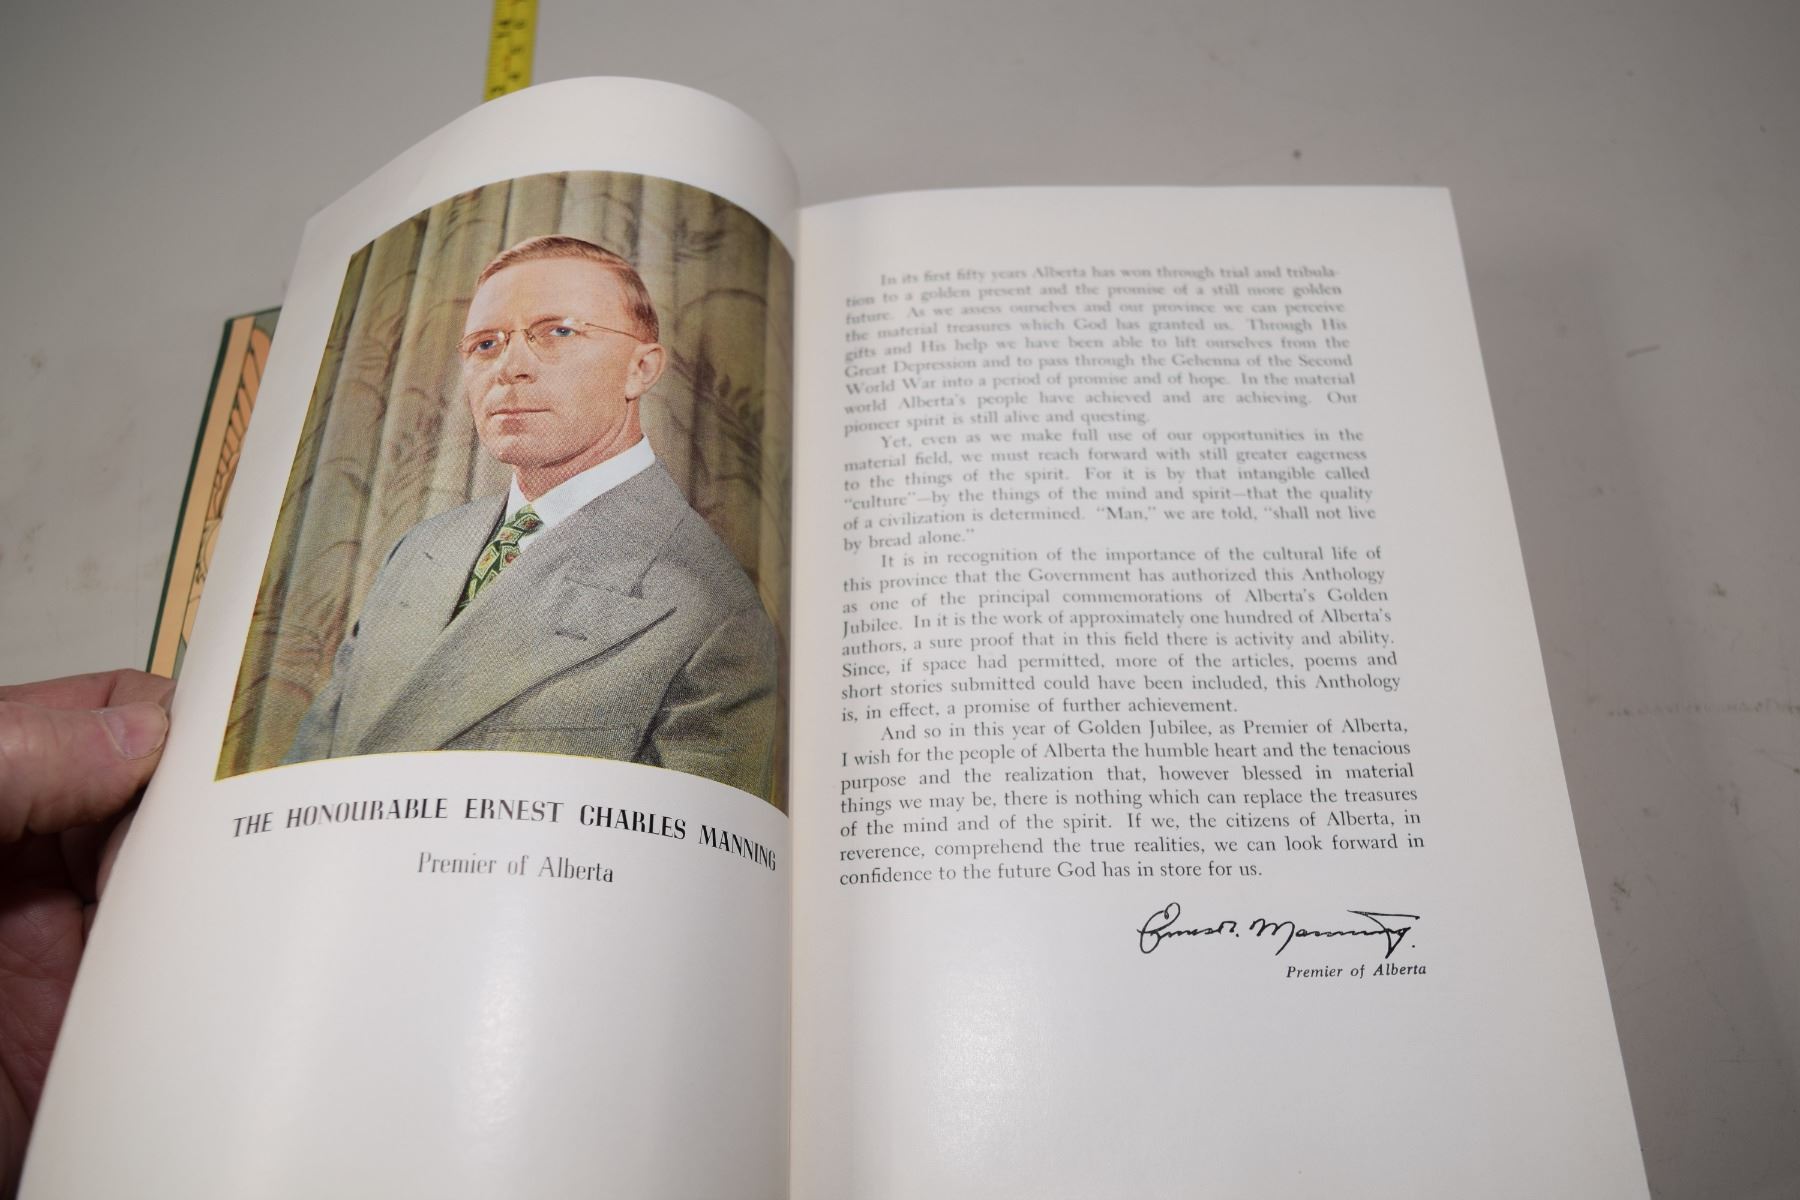 THE HONOURABLE ERNEST CHARLES MANNING
Premier of Alberta
In its first fifty years Alberta has won through trial and tribula-
tion to a golden present and the promise of a still more golden
future. As we assess ourselves and our province we can perceive
the material treasures which God has granted us. Through His
gifts and His help we have been able to lift ourselves from the
Great Depression and to pass through the Gehenna of the Second
World War into a period of promise and of hope. In the material
world Alberta's people have achieved and are achieving. Our
pioneer spirit is still alive and questing.
Yet, even as we make full use of our opportunities in the
material field, we must reach forward with still greater eagerness
to the things of the spirit. For it is by that intangible called
“culture”—by the things of the mind and spirit—that the quality
of a civilization is determined. “Man,” we are told, “shall not live
by bread alone.”
It is in recognition of the importance of the cultural life of
this province that the Government has authorized this Anthology
as one of the principal commemorations of Alberta's Golden
Jubilee. In it is the work of approximately one hundred of Alberta's
authors, a sure proof that in this field there is activity and ability.
Since, if space had permitted, more of the articles, poems and
short stories submitted could have been included, this Anthology
is, in effect, a promise of further achievement.
And so in this year of Golden Jubilee, as Premier of Alberta,
I wish for the people of Alberta the humble heart and the tenacious
purpose and the realization that, however blessed in material
things we may be, there is nothing which can replace the treasures
of the mind and of the spirit. If we, the citizens of Alberta, in
reverence, comprehend the true realities, we can look forward in
confidence to the future God has in store for us.
Ernest C. Manning.
Premier of Alberta